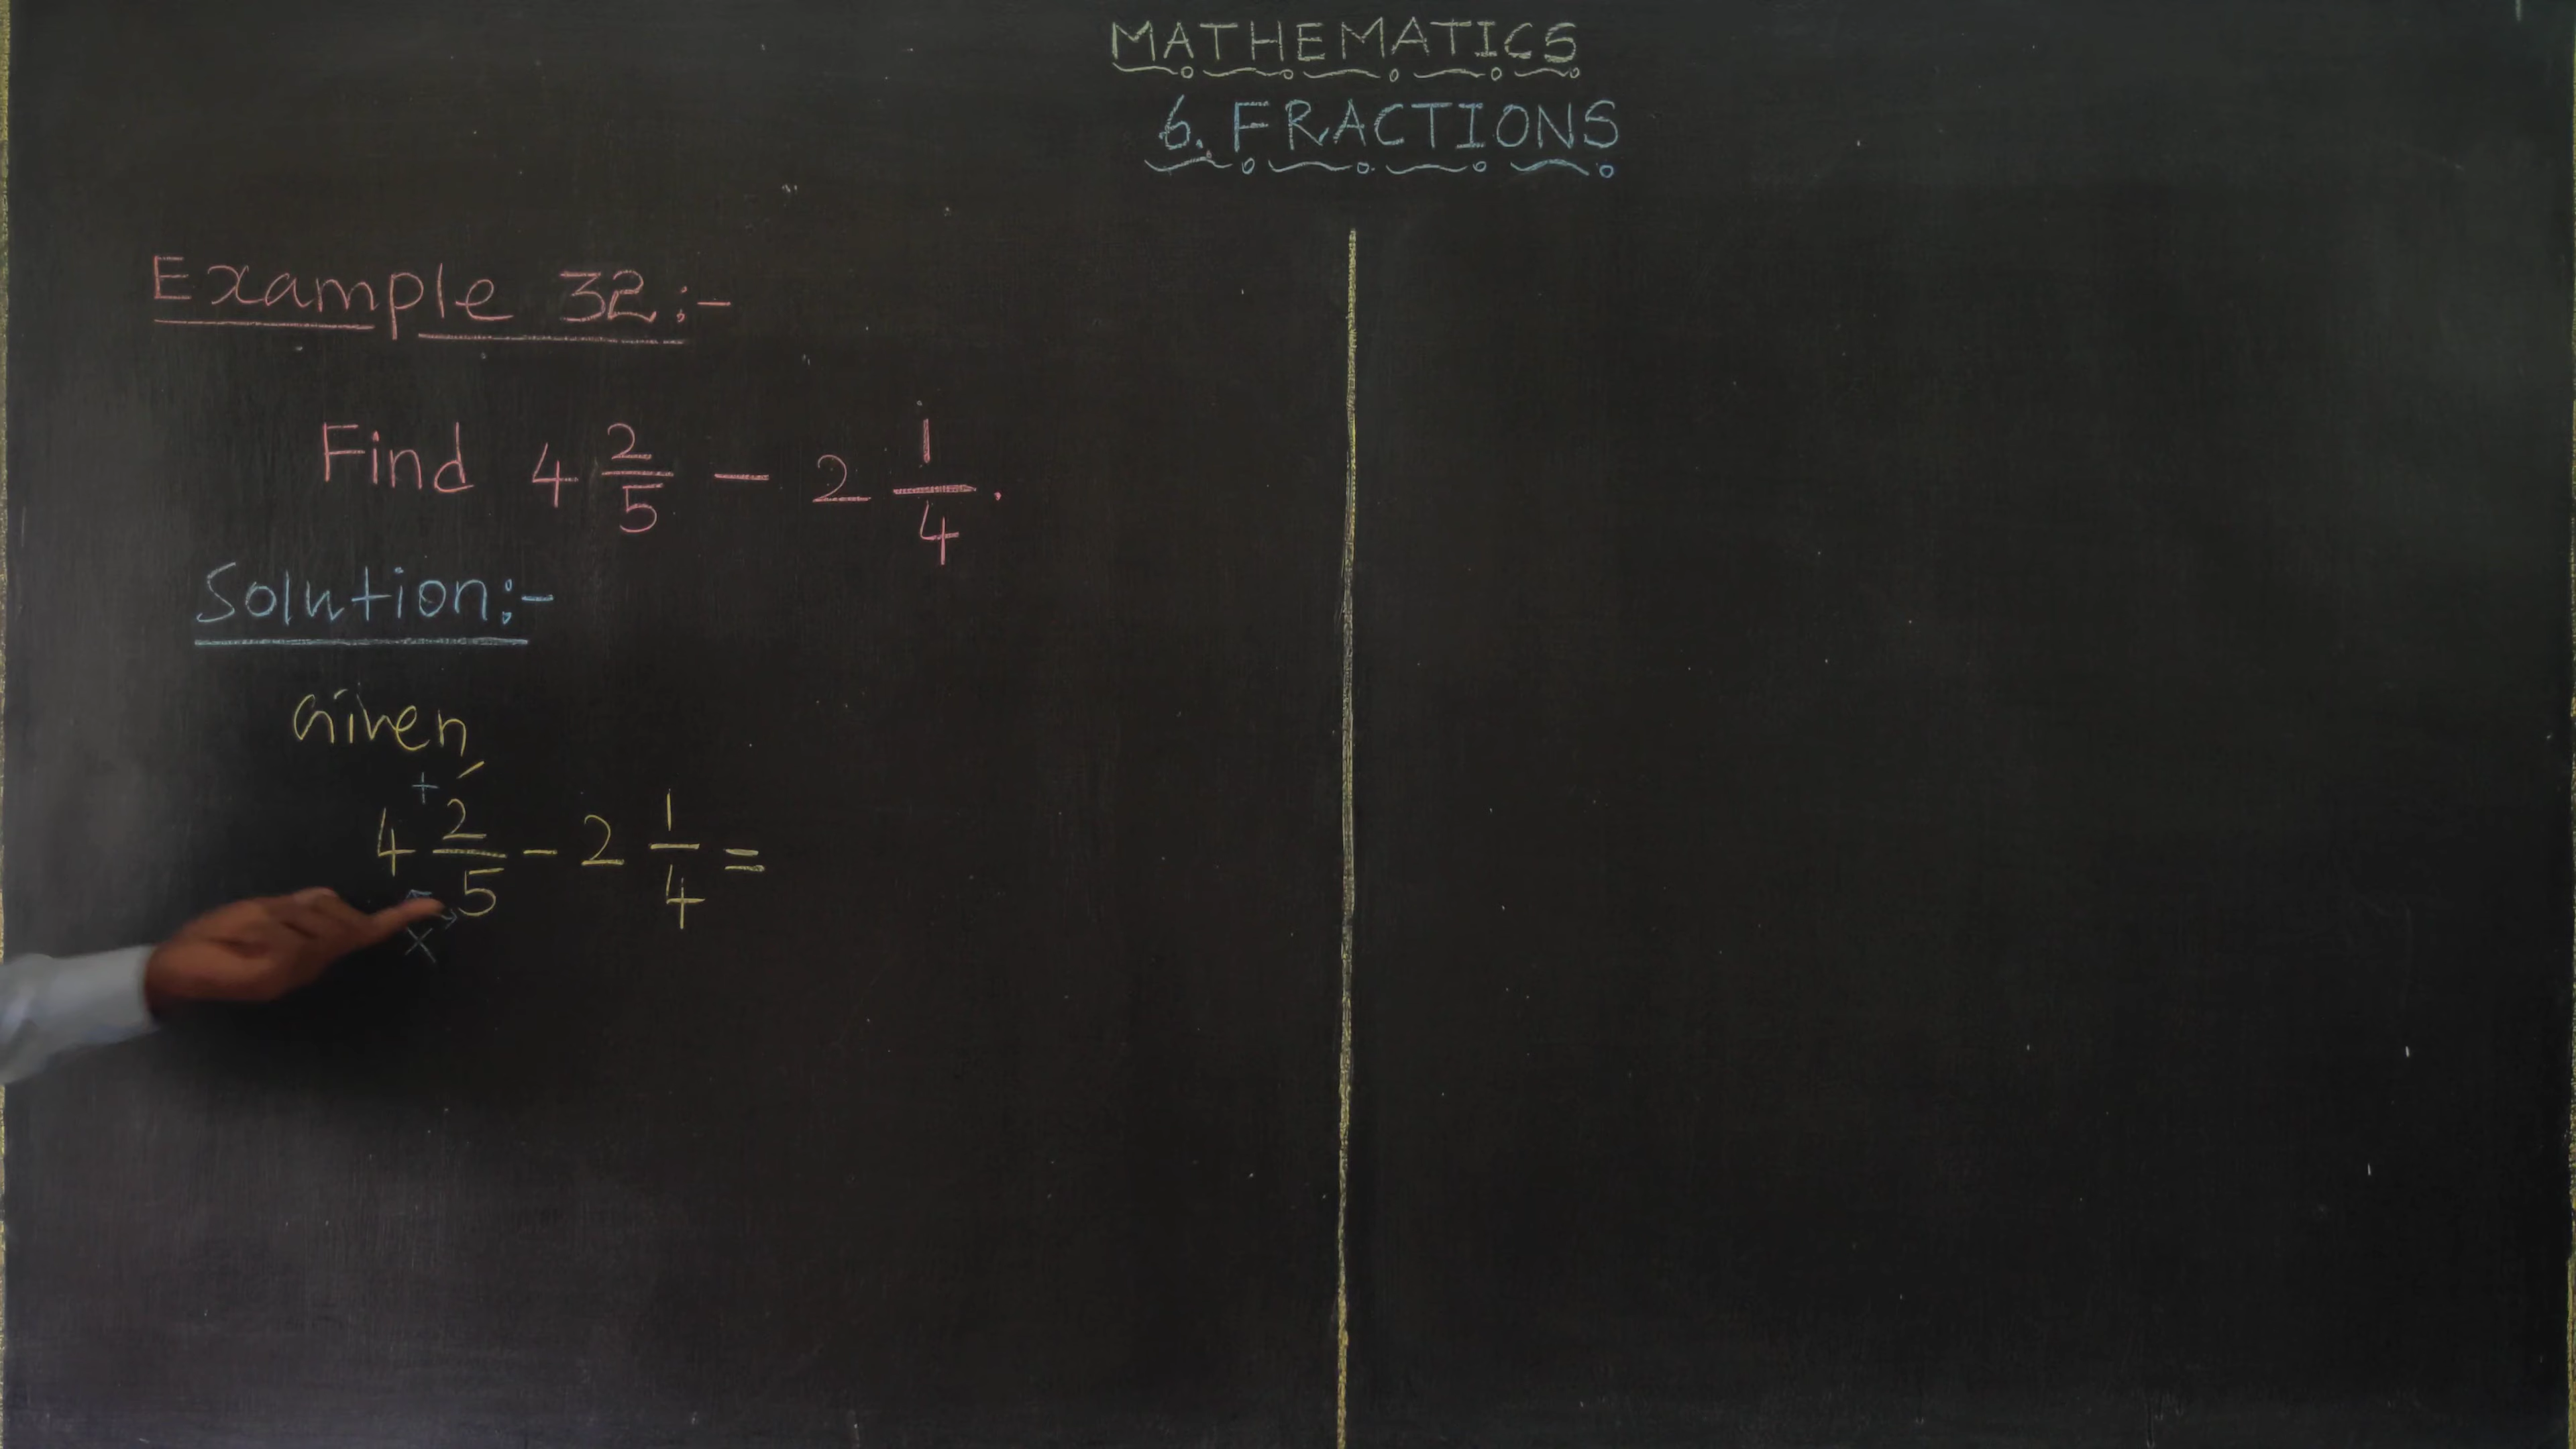 MATHEMATICS
6. FRACTIONS
Example 32:-
Find 4 2/5 - 2 1/4.
Solution:-
Given
+
4 2/5 - 2 1/4 =
×